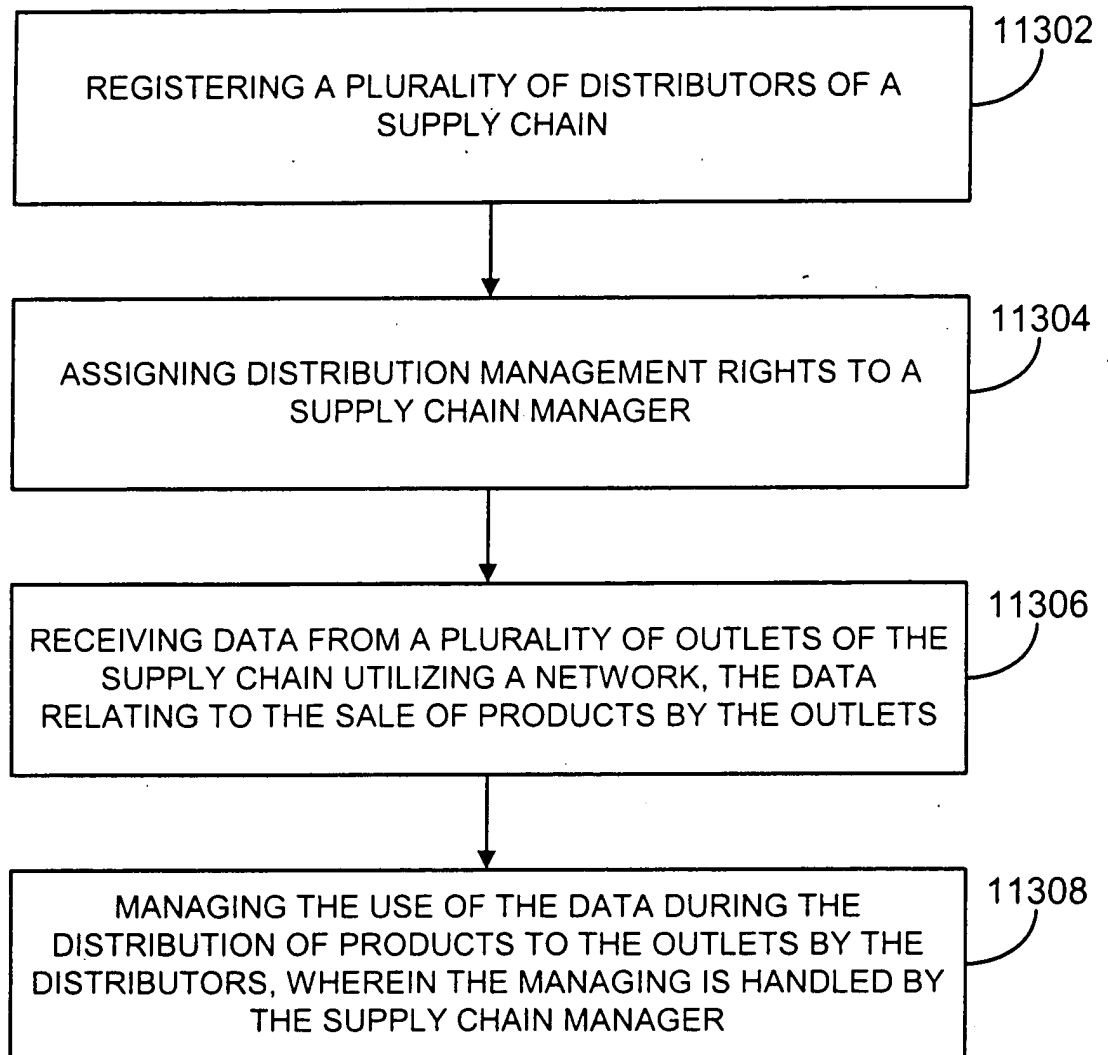 11302
REGISTERING A PLURALITY OF DISTRIBUTORS OF A
SUPPLY CHAIN
11304
ASSIGNING DISTRIBUTION MANAGEMENT RIGHTS TO A
SUPPLY CHAIN MANAGER
11306
RECEIVING DATA FROM A PLURALITY OF OUTLETS OF THE
SUPPLY CHAIN UTILIZING A NETWORK, THE DATA
RELATING TO THE SALE OF PRODUCTS BY THE OUTLETS
11308
MANAGING THE USE OF THE DATA DURING THE
DISTRIBUTION OF PRODUCTS TO THE OUTLETS BY THE
DISTRIBUTORS, WHEREIN THE MANAGING IS HANDLED BY
THE SUPPLY CHAIN MANAGER